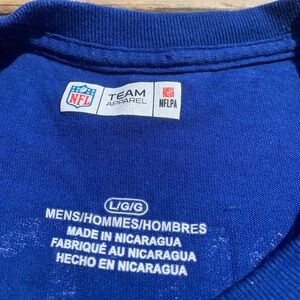 NFL
TEAM
APPAREL
NFLPA
L/G/G
MENS/HOMMES/HOMBRES
MADE IN NICARAGUA
FABRIQUÉ AU NICARAGUA
HECHO EN NICARAGUA